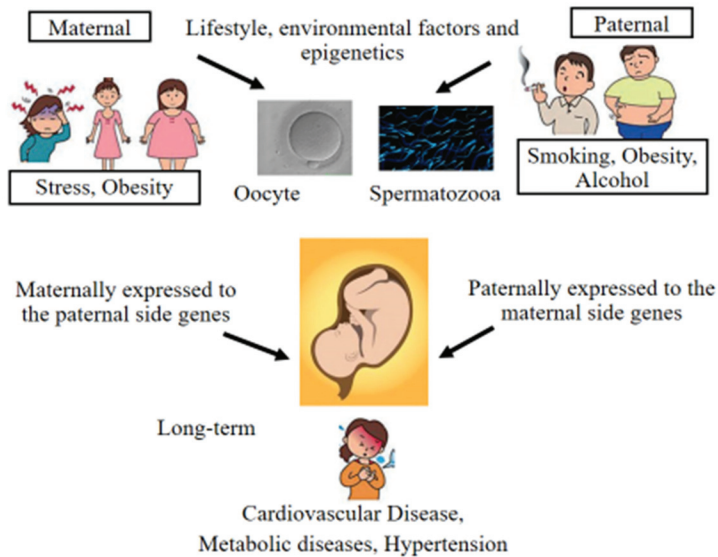 Maternal
Lifestyle, environmental factors and
epigenetics
Paternal
Stress, Obesity
Oocyte
Spermatozooa
Smoking, Obesity,
Alcohol
Maternally expressed to
the paternal side genes
Paternally expressed to the
maternal side genes
Long-term
Cardiovascular Disease,
Metabolic diseases, Hypertension